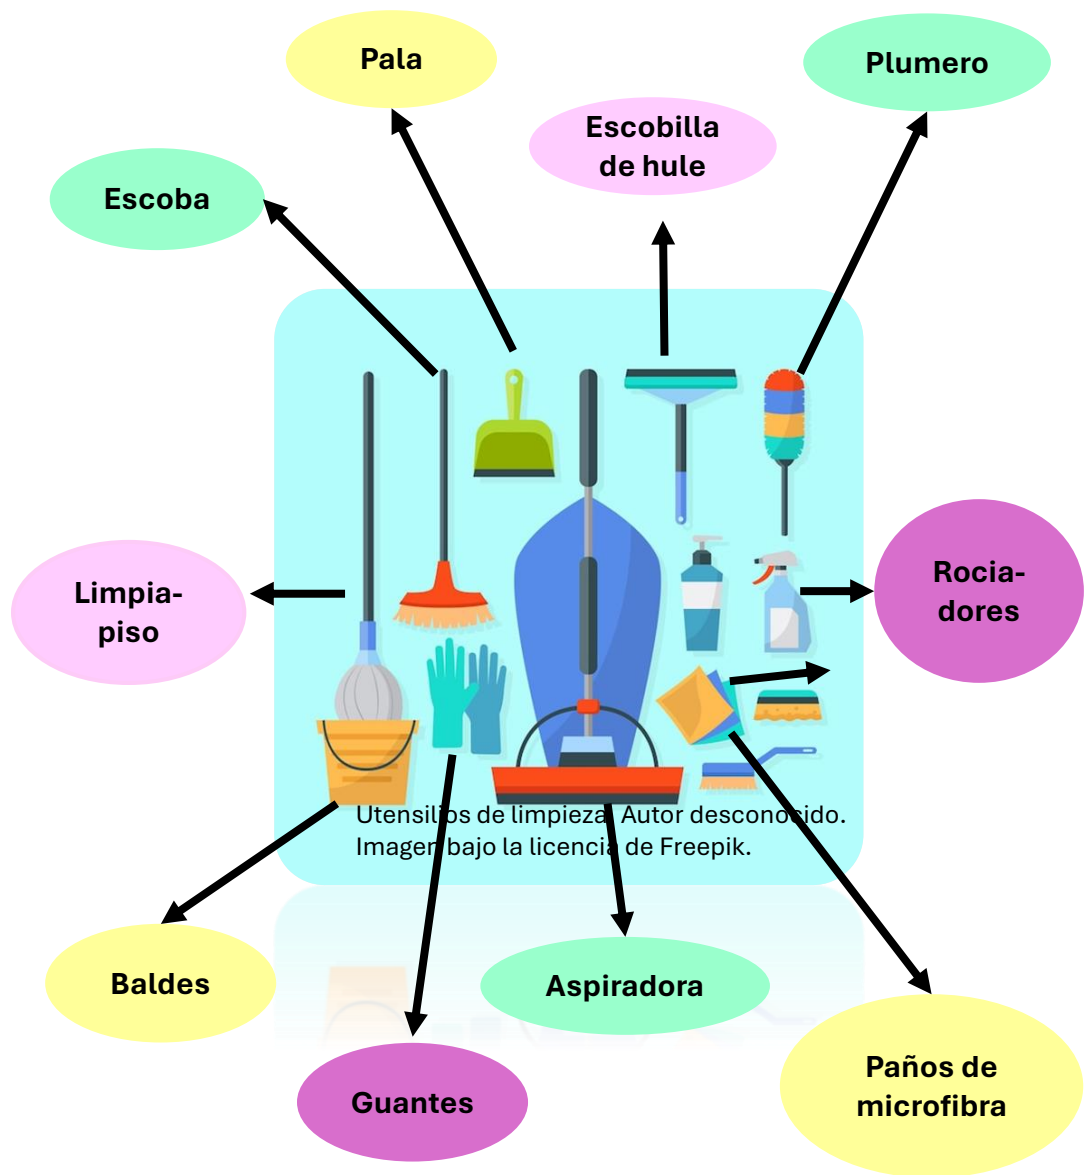 Pala
Plumero
Escobilla
de hule
Escoba
Rocia-
dores
Limpia-
piso
Utensilios de limpieza. Autor desconocido.
Imagen bajo la licencia de Freepik.
Baldes
Aspiradora
Paños de
microfibra
Guantes